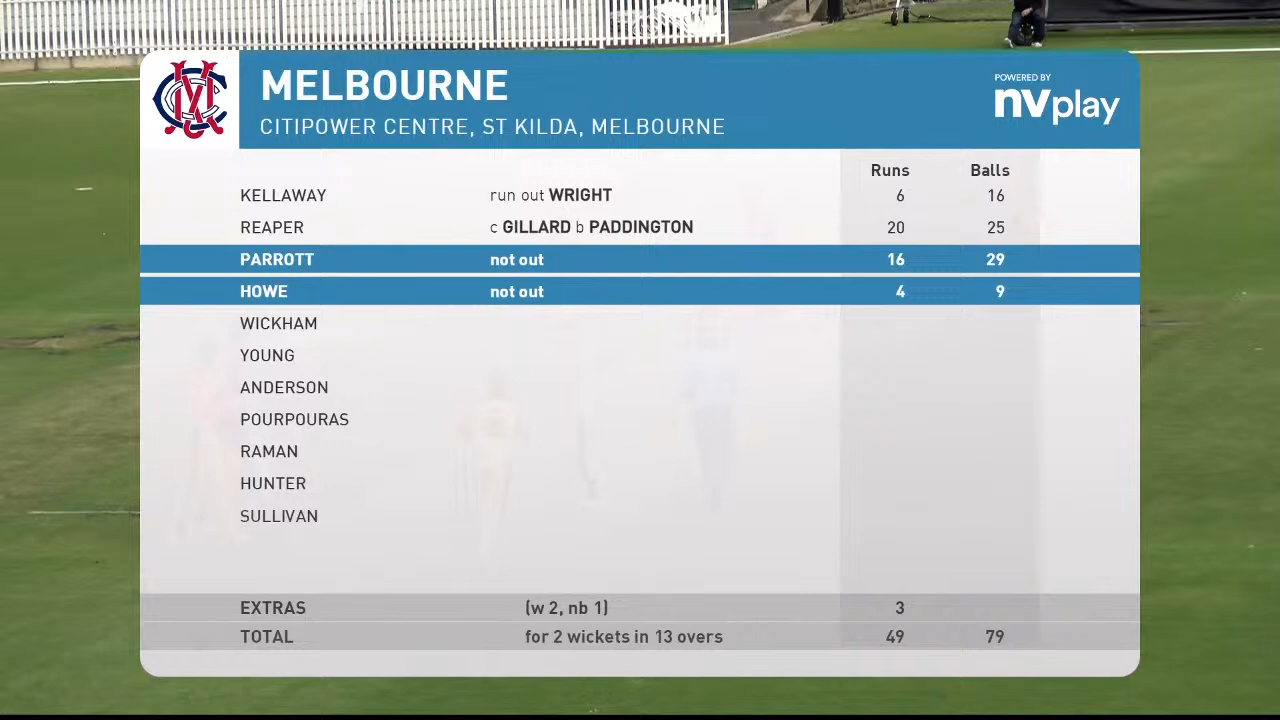 MELBOURNE
CITIPOWER CENTRE, ST KILDA, MELBOURNE
POWERED BY
nvplay
MCC
Runs Balls
KELLAWAY run out WRIGHT 6 16
REAPER c GILLARD b PADDINGTON 20 25
PARROTT not out 16 29
HOWE not out 4 9
WICKHAM
YOUNG
ANDERSON
POURPOURAS
RAMAN
HUNTER
SULLIVAN
EXTRAS (w 2, nb 1) 3
TOTAL for 2 wickets in 13 overs 49 79